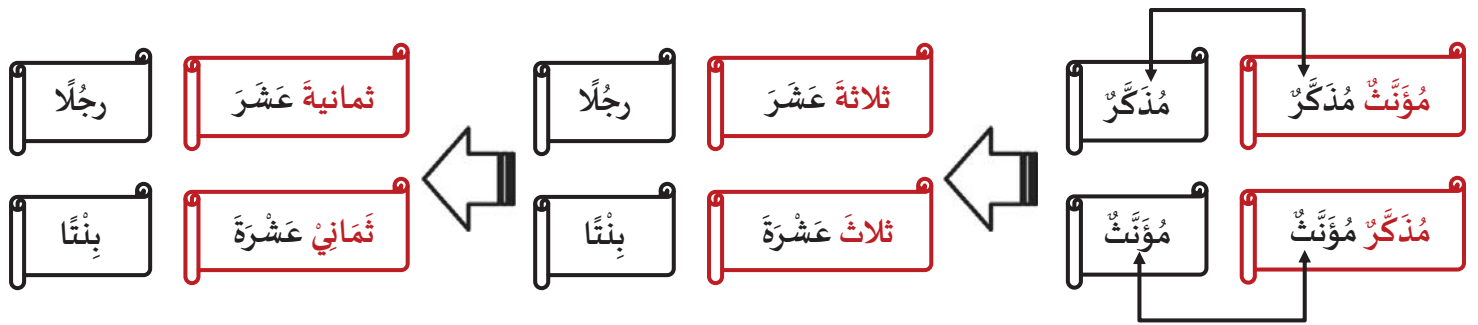 مُؤَنَّثٌ مُذَكَّرٌ مُذَكَّرٌ
ثلاثةَ عَشَرَ رجُلًا
ثمانيةَ عَشَرَ رجُلًا
مُذَكَّرٌ مُؤَنَّثٌ مُؤَنَّثٌ
ثلاثَ عَشْرَةَ بِنْتًا
ثَمَانِيْ عَشْرَةَ بِنْتًا